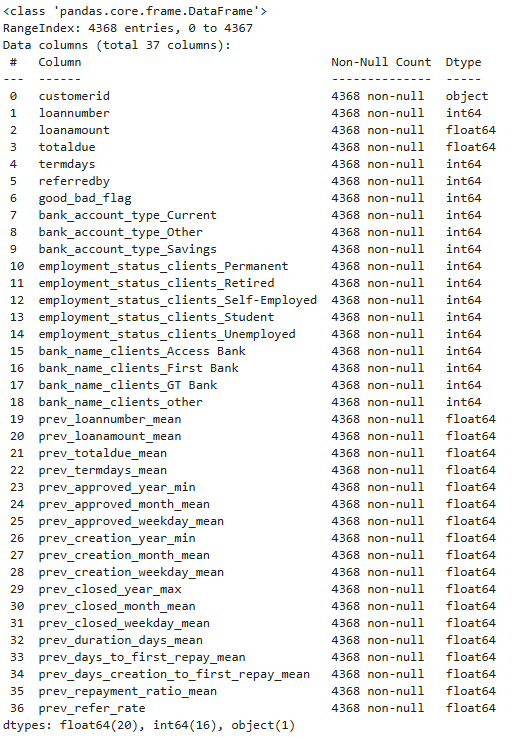 <class 'pandas.core.frame.DataFrame'>
RangeIndex: 4368 entries, 0 to 4367
Data columns (total 37 columns):
 #   Column                                Non-Null Count  Dtype
---  ------                                --------------  -----
 0   customerid                            4368 non-null   object
 1   loannumber                            4368 non-null   int64
 2   loanamount                            4368 non-null   float64
 3   totaldue                              4368 non-null   float64
 4   termdays                              4368 non-null   int64
 5   referredby                            4368 non-null   int64
 6   good_bad_flag                         4368 non-null   int64
 7   bank_account_type_Current             4368 non-null   int64
 8   bank_account_type_Other               4368 non-null   int64
 9   bank_account_type_Savings             4368 non-null   int64
 10  employment_status_clients_Permanent   4368 non-null   int64
 11  employment_status_clients_Retired     4368 non-null   int64
 12  employment_status_clients_Self-Employed  4368 non-null   int64
 13  employment_status_clients_Student     4368 non-null   int64
 14  employment_status_clients_Unemployed  4368 non-null   int64
 15  bank_name_clients_Access Bank         4368 non-null   int64
 16  bank_name_clients_First Bank          4368 non-null   int64
 17  bank_name_clients_GT Bank             4368 non-null   int64
 18  bank_name_clients_other               4368 non-null   int64
 19  prev_loannumber_mean                  4368 non-null   float64
 20  prev_loanamount_mean                  4368 non-null   float64
 21  prev_totaldue_mean                    4368 non-null   float64
 22  prev_termdays_mean                    4368 non-null   float64
 23  prev_approved_year_min                4368 non-null   float64
 24  prev_approved_month_mean              4368 non-null   float64
 25  prev_approved_weekday_mean            4368 non-null   float64
 26  prev_creation_year_min                4368 non-null   float64
 27  prev_creation_month_mean              4368 non-null   float64
 28  prev_creation_weekday_mean            4368 non-null   float64
 29  prev_closed_year_max                  4368 non-null   float64
 30  prev_closed_month_mean                4368 non-null   float64
 31  prev_closed_weekday_mean              4368 non-null   float64
 32  prev_duration_days_mean               4368 non-null   float64
 33  prev_days_to_first_repay_mean         4368 non-null   float64
 34  prev_days_creation_to_first_repay_mean  4368 non-null   float64
 35  prev_repayment_ratio_mean             4368 non-null   float64
 36  prev_refer_rate                       4368 non-null   float64
dtypes: float64(20), int64(16), object(1)